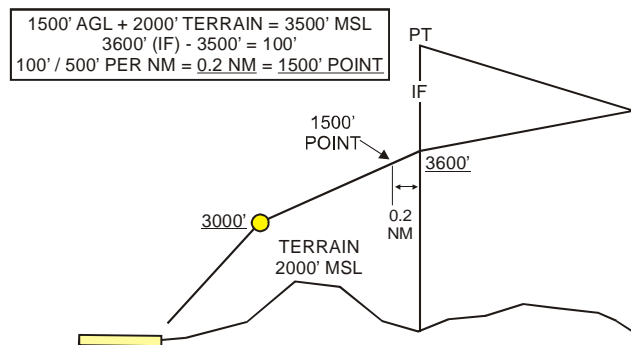 1500' AGL + 2000' TERRAIN = 3500' MSL
3600' (IF) - 3500' = 100'
100' / 500' PER NM = 0.2 NM = 1500' POINT
PT
IF
1500'
POINT
3600'
3000'
0.2
NM
TERRAIN
2000' MSL